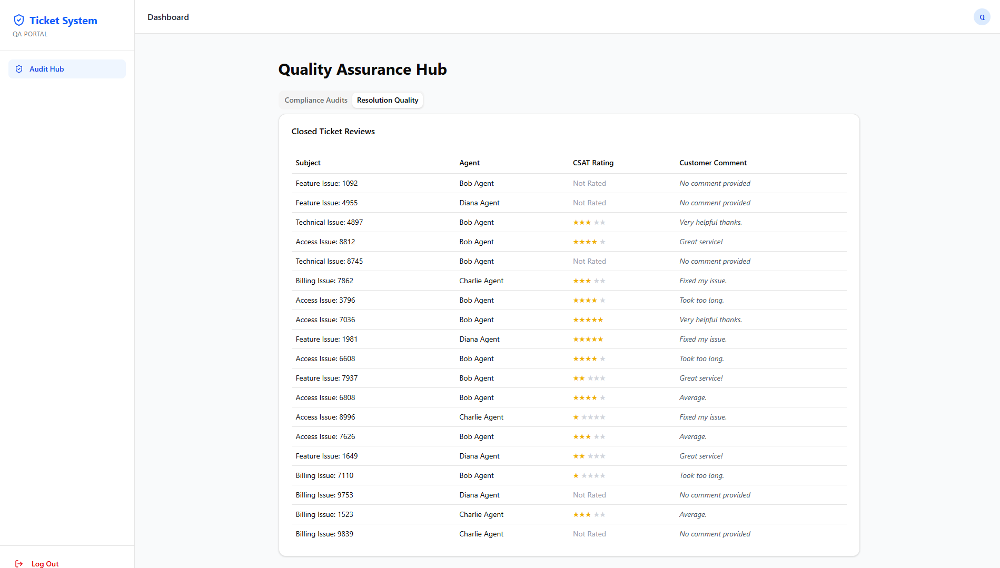 Ticket System
QA PORTAL
Audit Hub
Log Out
Dashboard
Q
Quality Assurance Hub
Compliance Audits Resolution Quality
Closed Ticket Reviews
Subject Agent CSAT Rating Customer Comment
Feature Issue: 1092 Bob Agent Not Rated No comment provided
Feature Issue: 4955 Diana Agent Not Rated No comment provided
Technical Issue: 4897 Bob Agent ★★★★★ Very helpful thanks.
Access Issue: 8812 Bob Agent ★★★★★ Great service!
Technical Issue: 8745 Bob Agent Not Rated No comment provided
Billing Issue: 7862 Charlie Agent ★★★★★ Fixed my issue.
Access Issue: 3796 Bob Agent ★★★★★ Took too long.
Access Issue: 7036 Bob Agent ★★★★★ Very helpful thanks.
Feature Issue: 1981 Diana Agent ★★★★★ Fixed my issue.
Access Issue: 6608 Bob Agent ★★★★★ Took too long.
Feature Issue: 7937 Bob Agent ★★★★★ Great service!
Access Issue: 6808 Bob Agent ★★★★★ Average.
Access Issue: 8996 Charlie Agent ★★★★★ Fixed my issue.
Access Issue: 7626 Bob Agent ★★★★★ Average.
Feature Issue: 1649 Diana Agent ★★★★★ Great service!
Billing Issue: 7110 Bob Agent ★★★★★ Took too long.
Billing Issue: 9753 Diana Agent Not Rated No comment provided
Billing Issue: 1523 Charlie Agent ★★★★★ Average.
Billing Issue: 9839 Charlie Agent Not Rated No comment provided